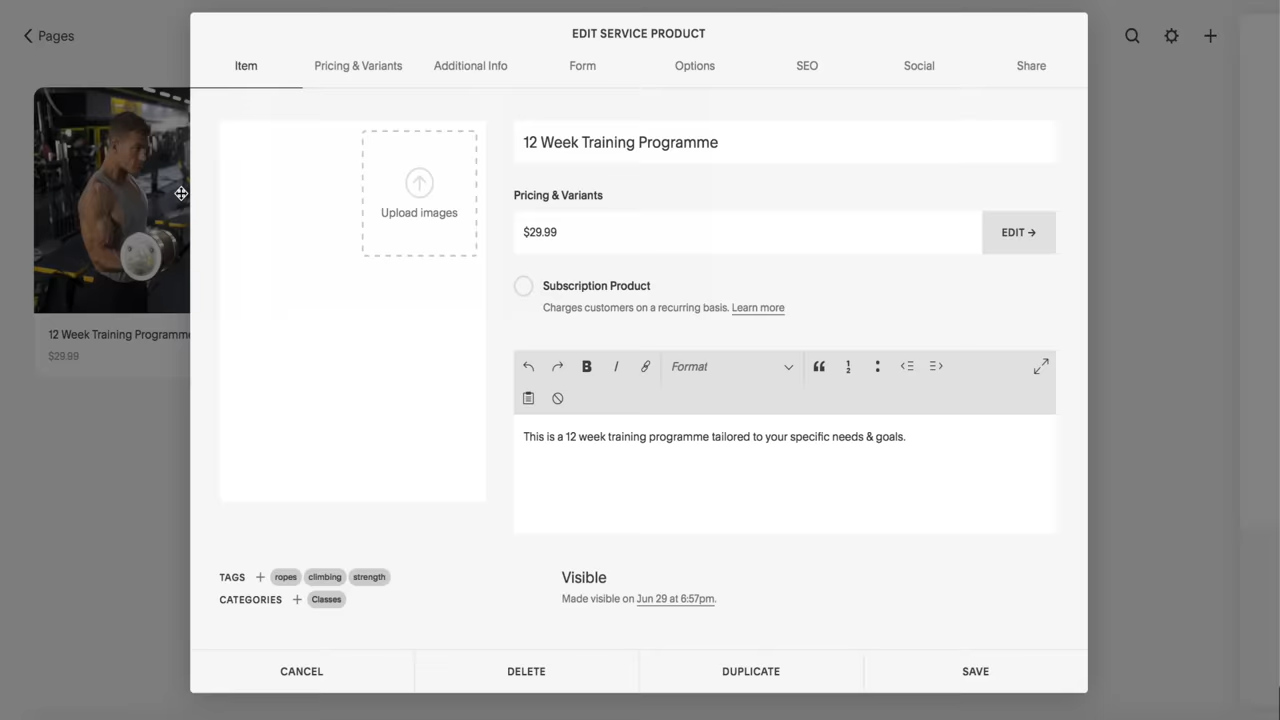 Pages
EDIT SERVICE PRODUCT
Item Pricing & Variants Additional Info Form Options SEO Social Share
Upload images
12 Week Training Programme
Pricing & Variants
$29.99 EDIT →
Subscription Product
Charges customers on a recurring basis. Learn more
Format
This is a 12 week training programme tailored to your specific needs & goals.
12 Week Training Programme
$29.99
TAGS + ropes climbing strength
CATEGORIES + Classes
Visible
Made visible on Jun 29 at 6:57pm.
CANCEL DELETE DUPLICATE SAVE